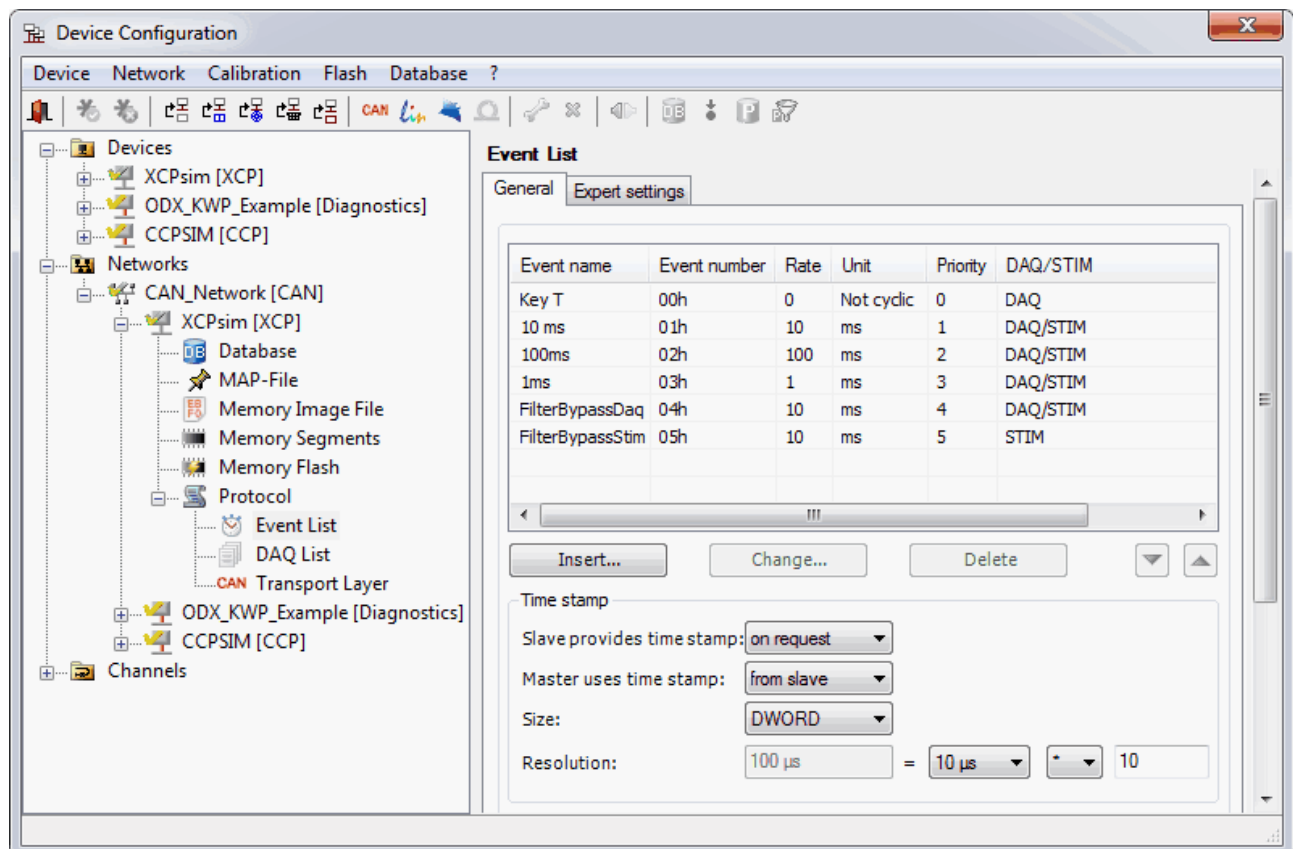 Device Configuration
Device Network Calibration Flash Database ?
CAN Lin DB P
Devices
XCPsim [XCP]
ODX_KWP_Example [Diagnostics]
CCPSIM [CCP]
Networks
CAN_Network [CAN]
XCPsim [XCP]
DB Database
MAP-File
Memory Image File
Memory Segments
Memory Flash
Protocol
Event List
DAQ List
CAN Transport Layer
ODX_KWP_Example [Diagnostics]
CCPSIM [CCP]
Channels
Event List
General Expert settings
Event name Event number Rate Unit Priority DAQ/STIM
Key T 00h 0 Not cyclic 0 DAQ
10 ms 01h 10 ms 1 DAQ/STIM
100ms 02h 100 ms 2 DAQ/STIM
1ms 03h 1 ms 3 DAQ/STIM
FilterBypassDaq 04h 10 ms 4 DAQ/STIM
FilterBypassStim 05h 10 ms 5 STIM
Insert... Change... Delete
Time stamp
Slave provides time stamp: on request
Master uses time stamp: from slave
Size: DWORD
Resolution: 100 µs = 10 µs * 10